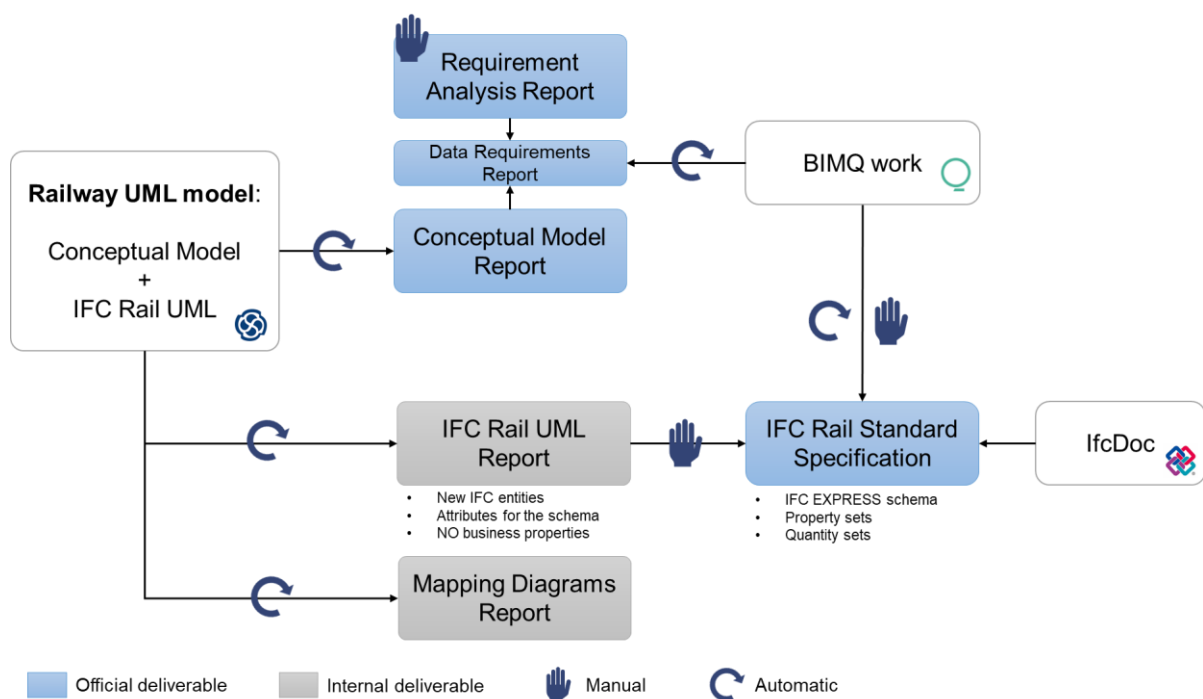 Requirement
Analysis Report
Data Requirements
Report
BIMQ work
Railway UML model:
Conceptual Model
+
IFC Rail UML
Conceptual Model
Report
IFC Rail UML
Report
• New IFC entities
• Attributes for the schema
• NO business properties
IFC Rail Standard
Specification
• IFC EXPRESS schema
• Property sets
• Quantity sets
IfcDoc
Mapping Diagrams
Report
Official deliverable
Internal deliverable
Manual
Automatic